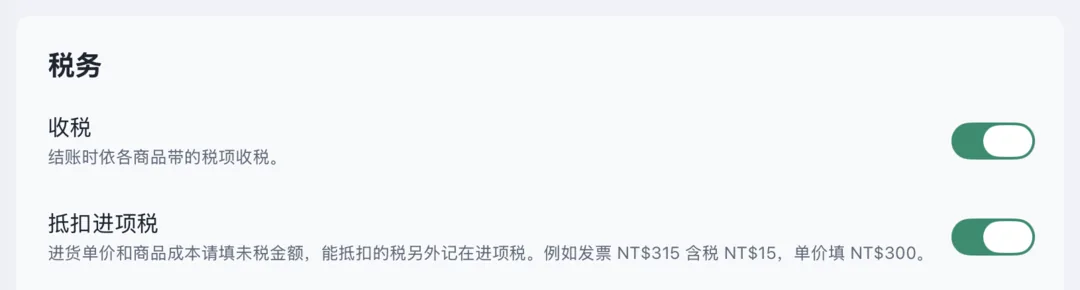 税务
收税
结账时依各商品带的税项收税。
抵扣进项税
进货单价和商品成本请填未税金额，能抵扣的税另外记在进项税。例如发票 NT$315 含税 NT$15，单价填 NT$300。